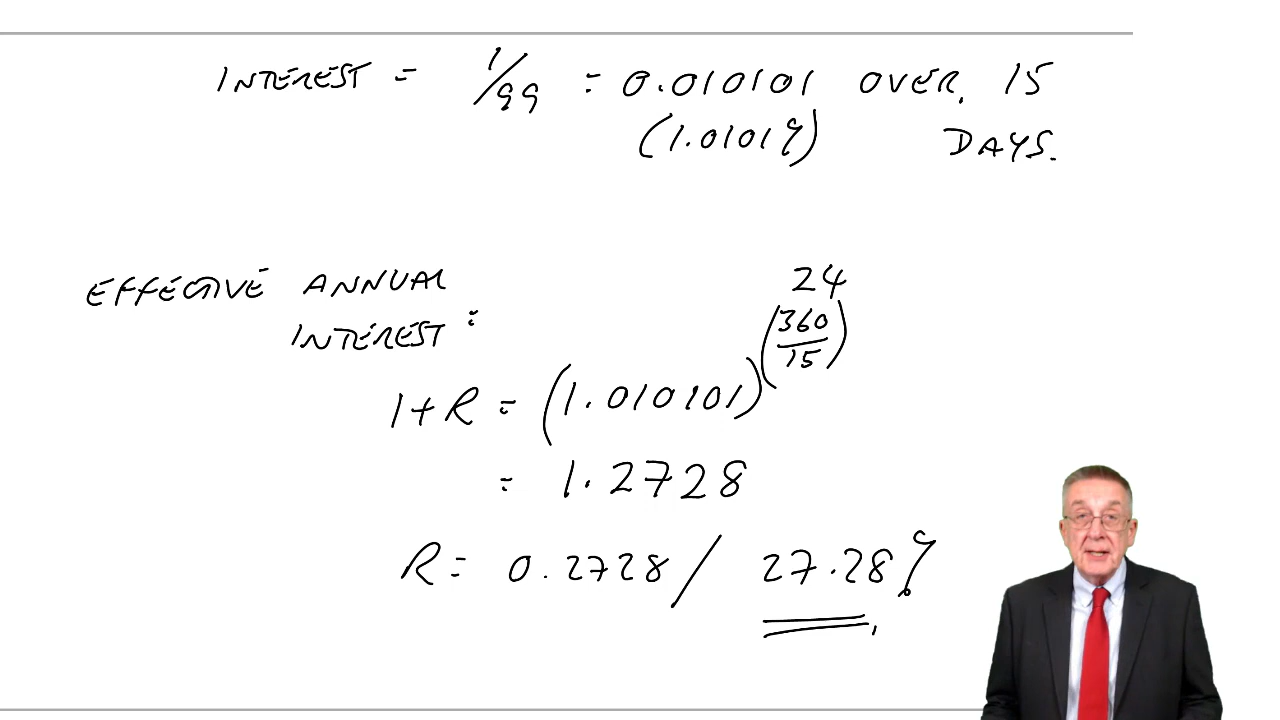 INTEREST = 1/99 = 0.010101 OVER. 15
(1.0101%) DAYS.
EFFECTIVE ANNUAL
INTEREST:
24
(360/15)
1+R = (1.010101)
= 1.2728
R = 0.2728 / 27.28%